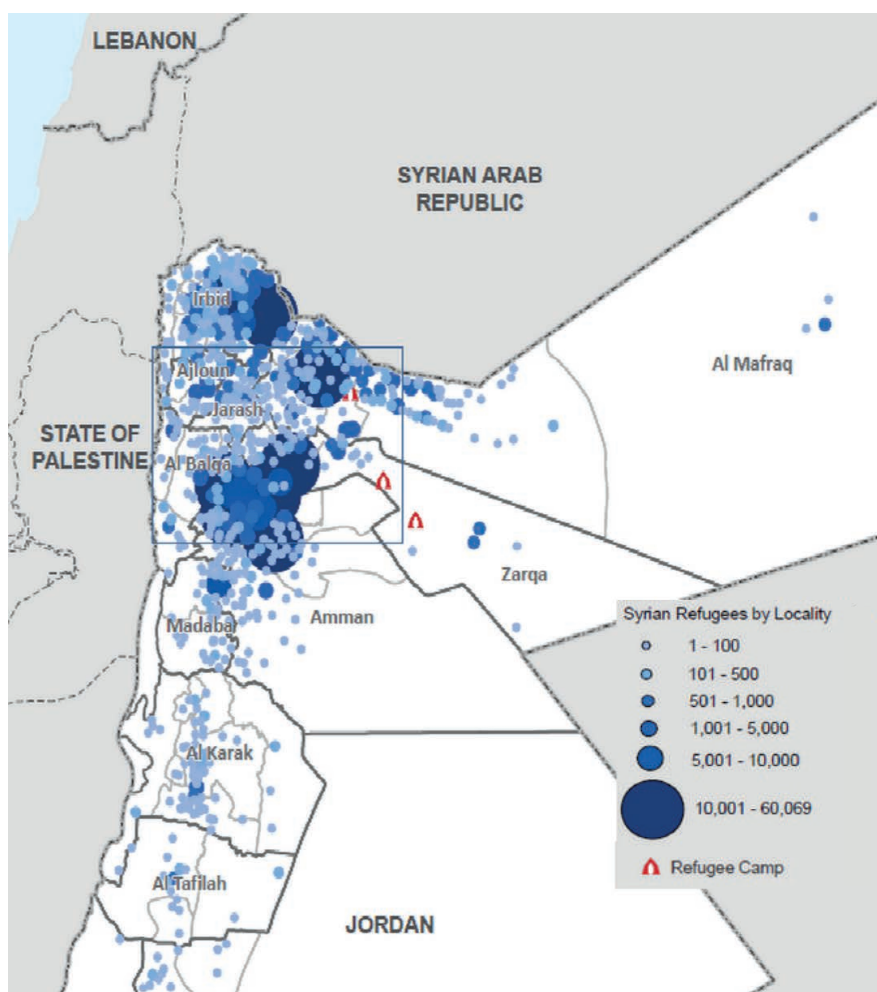 LEBANON
SYRIAN ARAB
REPUBLIC
Irbid
Al Mafraq
Ajloun
Jarash
STATE OF
PALESTINE
Al Balqa
Zarqa
Amman
Madaba
Syrian Refugees by Locality
1 - 100
101 - 500
501 - 1,000
1,001 - 5,000
5,001 - 10,000
10,001 - 60,069
Refugee Camp
Al Karak
Al Tafilah
JORDAN